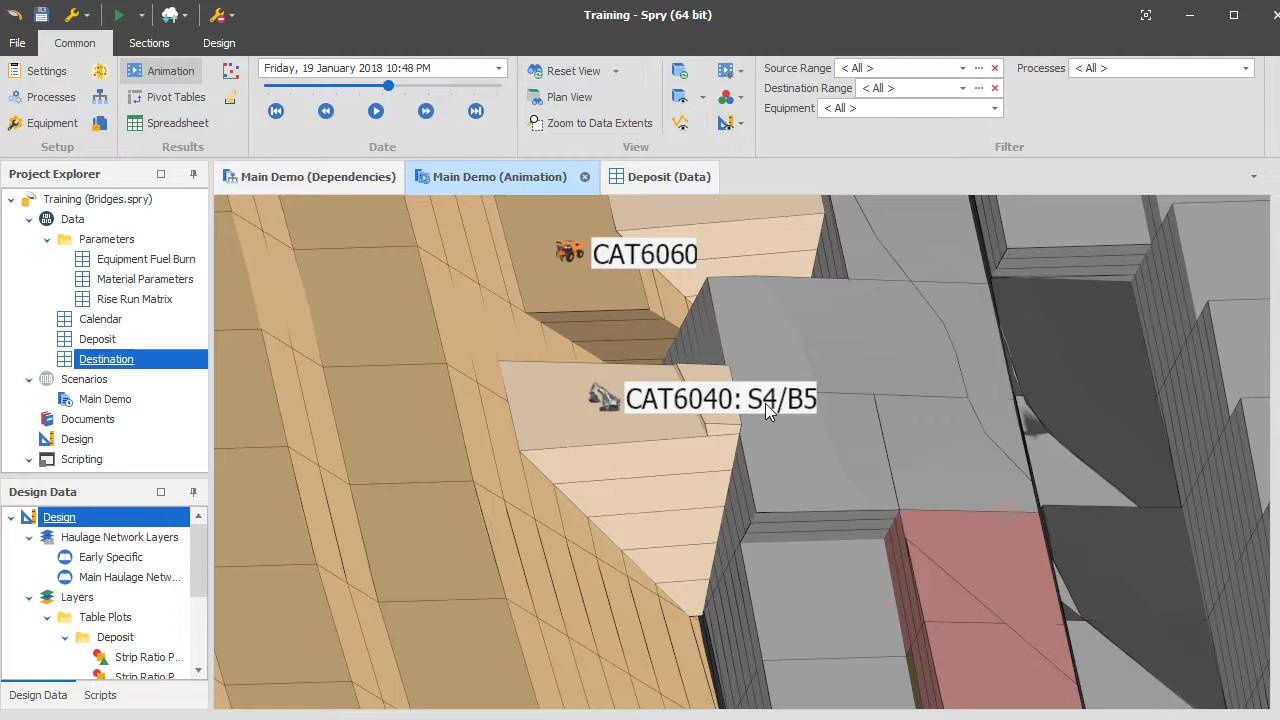 Training - Spry (64 bit)
File
Common
Sections
Design
Settings
Processes
Equipment
Setup
Animation
Pivot Tables
Spreadsheet
Results
Friday, 19 January 2018 10:48 PM
Date
Reset View
Plan View
Zoom to Data Extents
View
Source Range
< All >
Destination Range
< All >
Equipment
< All >
Processes
< All >
Filter
Project Explorer
Training (Bridges.spry)
Data
Parameters
Equipment Fuel Burn
Material Parameters
Rise Run Matrix
Calendar
Deposit
Destination
Scenarios
Main Demo
Documents
Design
Scripting
Design Data
Design
Haulage Network Layers
Early Specific
Main Haulage Netw...
Layers
Table Plots
Deposit
Strip Ratio P...
Strip Ratio P...
Design Data
Scripts
Main Demo (Dependencies)
Main Demo (Animation)
Deposit (Data)
CAT6060
CAT6040: S4/B5